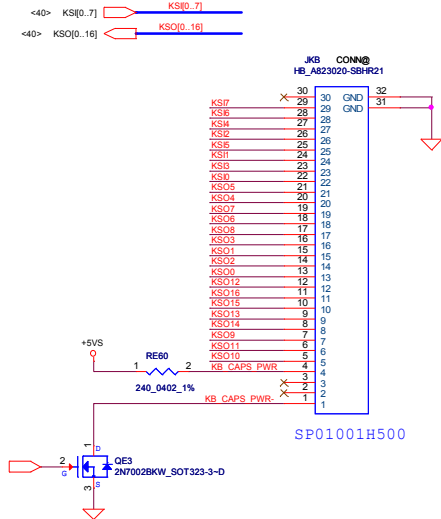 <40> KSI[0..7] KSI[0..7]
<40> KSO[0..16] KSO[0..16]
JKB CONN@
HB_A823020-SBHR21
30 30 GND 32
KSI7 29 29 GND 31
KSI6 28 28
KSI4 27 27
KSI2 26 26
KSI5 25 25
KSI1 24 24
KSI3 23 23
KSI0 22 22
KSO5 21 21
KSO4 20 20
KSO7 19 19
KSO6 18 18
KSO8 17 17
KSO3 16 16
KSO1 15 15
KSO2 14 14
KSO0 13 13
KSO12 12 12
KSO16 11 11
KSO15 10 10
KSO13 9 9
KSO14 8 8
KSO9 7 7
KSO11 6 6
KSO10 5 5
+5VS
RE60
1 2 KB_CAPS_PWR 4 4
240_0402_1%
3 3
2 2
KB_CAPS_PWR- 1 1
SP01001H500
1 D
2 G
QE3
2N7002BKW_SOT323-3~D
3 S